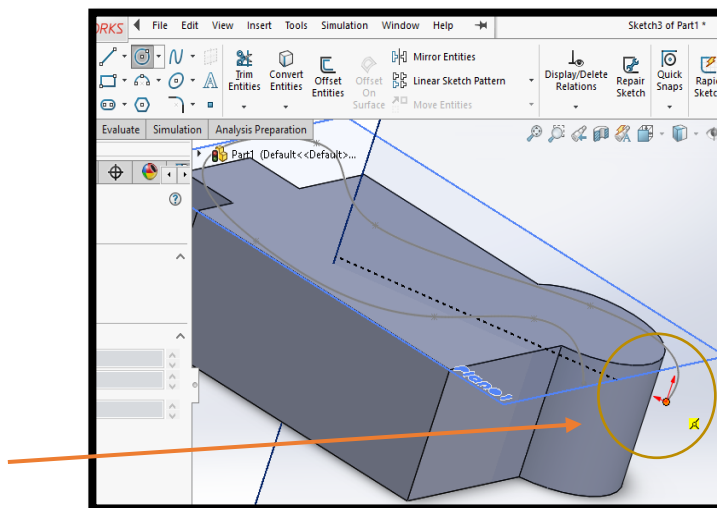 ORKS File Edit View Insert Tools Simulation Window Help Sketch3 of Part1 *
Trim Entities
Convert Entities
Offset Entities
Offset On Surface
Mirror Entities
Linear Sketch Pattern
Move Entities
Display/Delete Relations
Repair Sketch
Quick Snaps
Rapi
Sketc
Evaluate Simulation Analysis Preparation
Part1 (Default<<Default>...